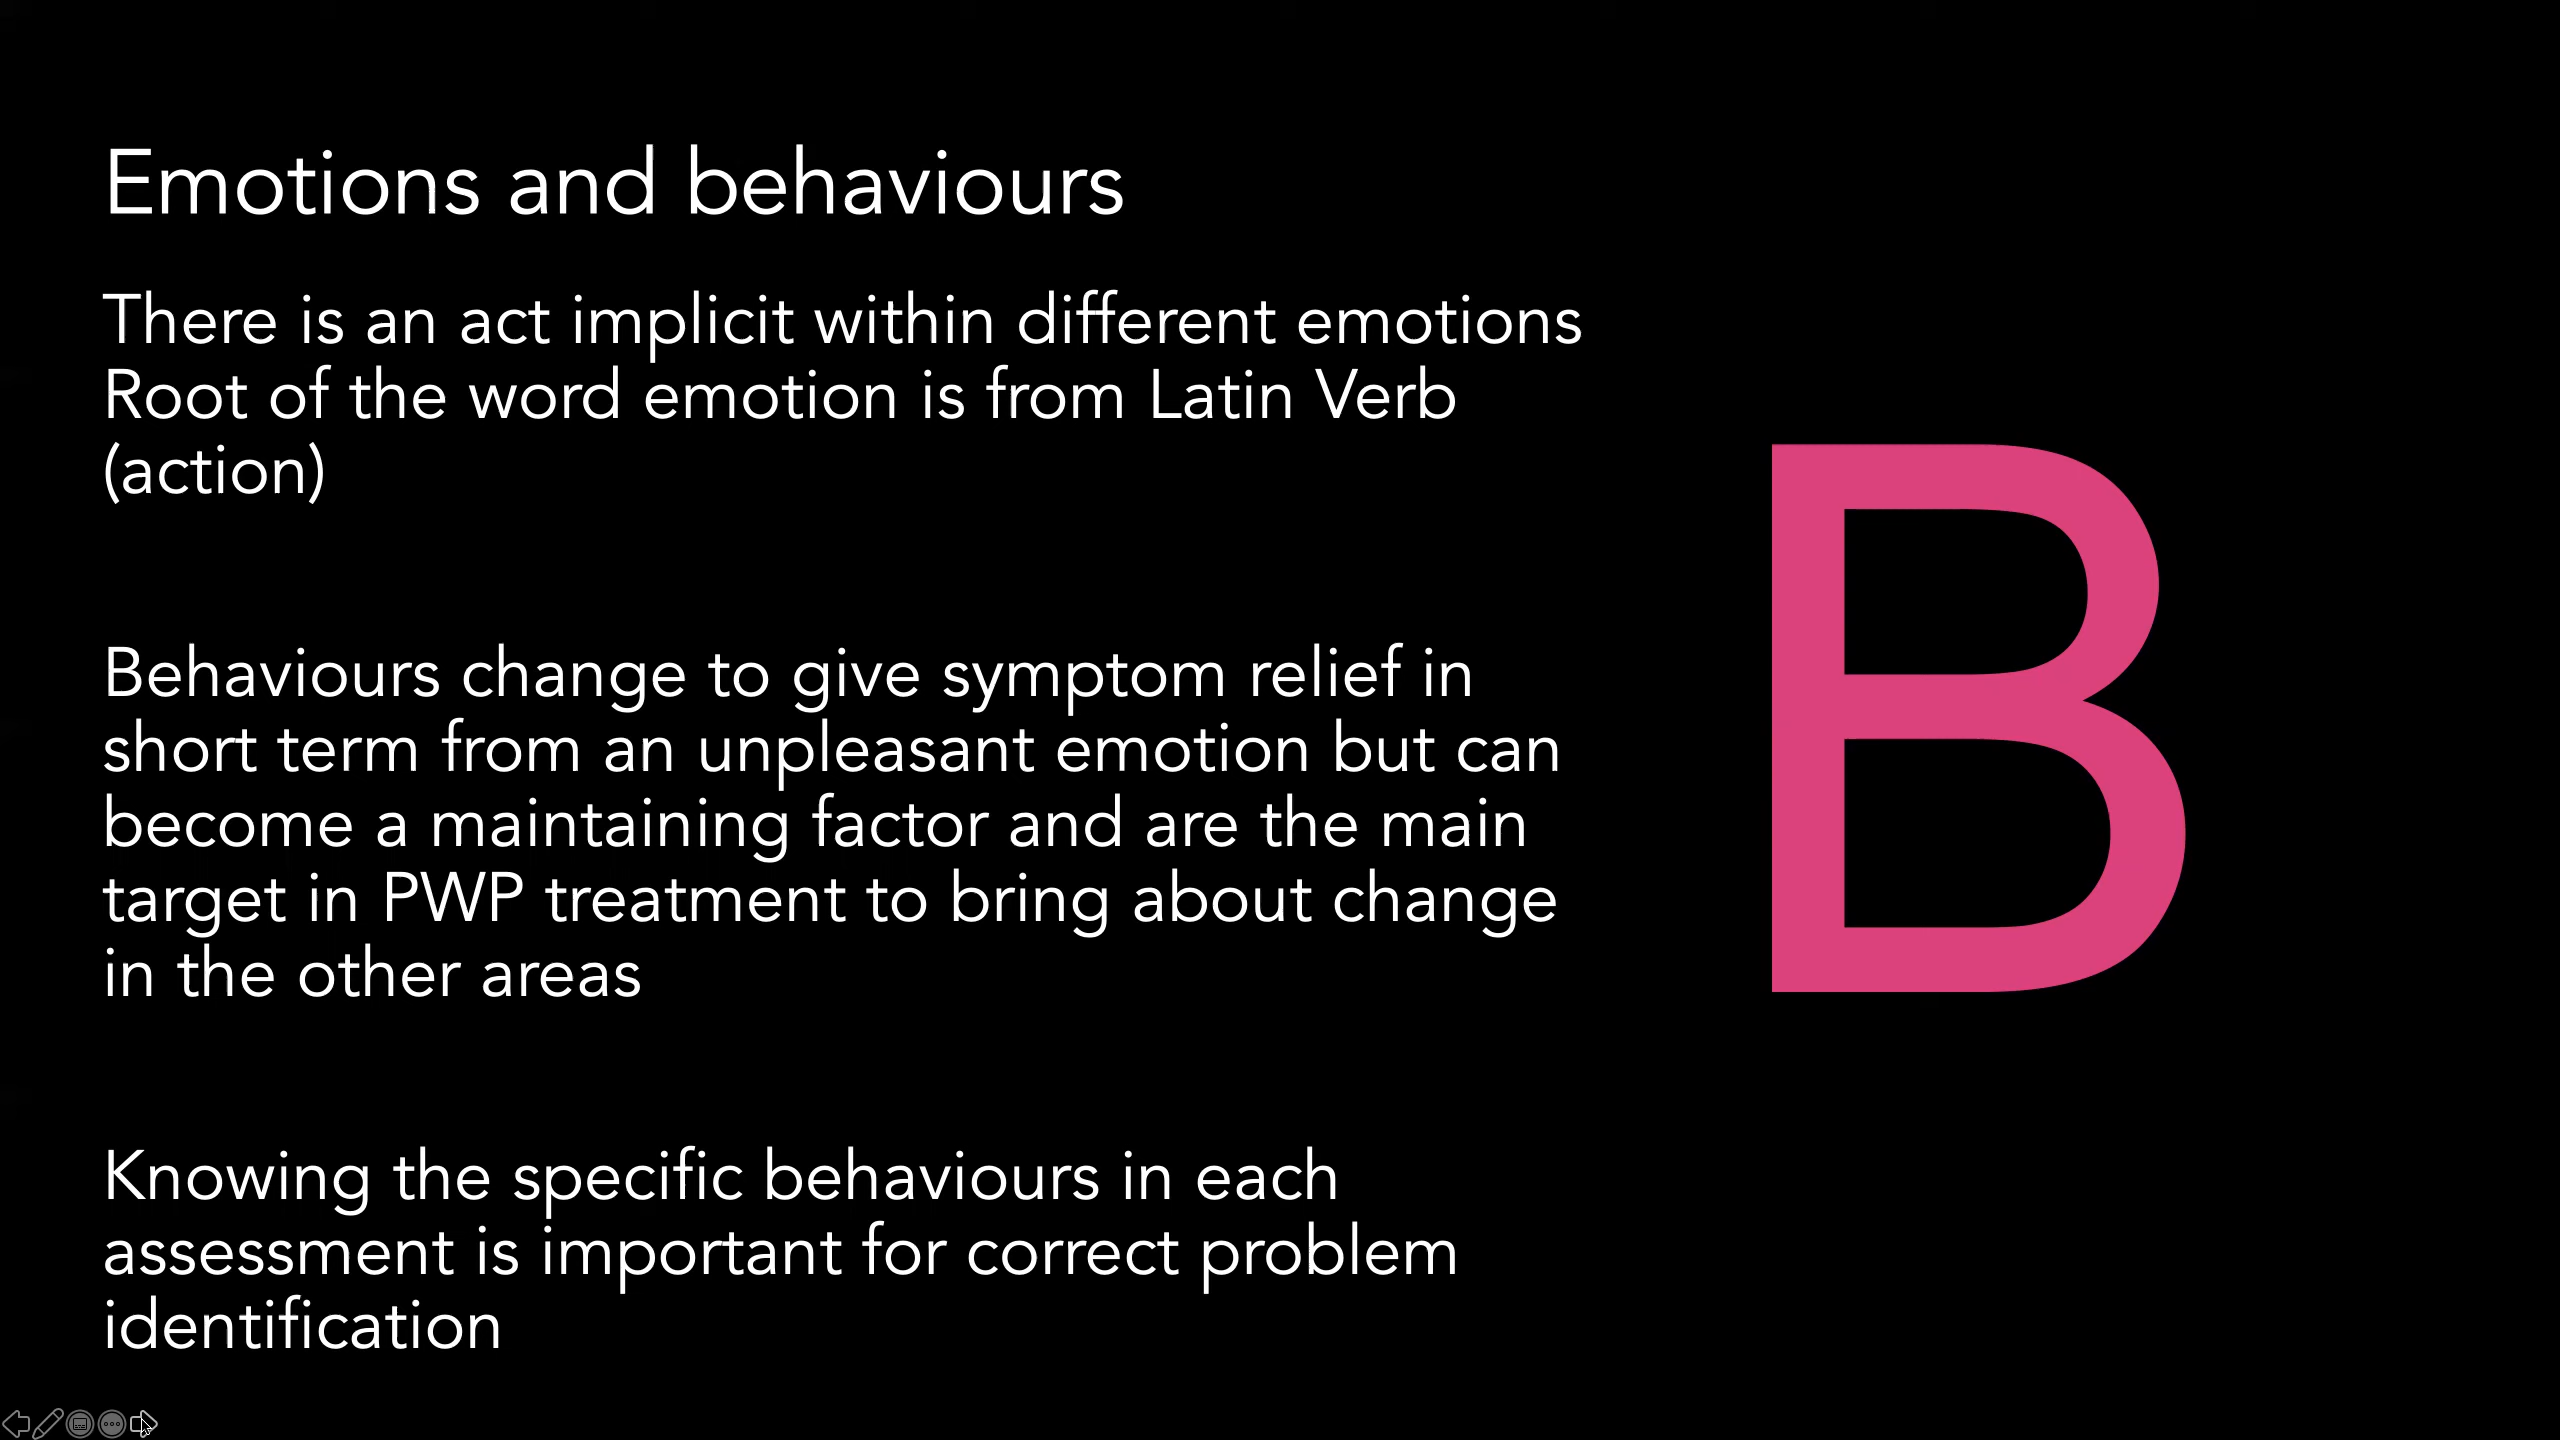 Emotions and behaviours
There is an act implicit within different emotions
Root of the word emotion is from Latin Verb
(action)
Behaviours change to give symptom relief in
short term from an unpleasant emotion but can
become a maintaining factor and are the main
target in PWP treatment to bring about change
in the other areas
Knowing the specific behaviours in each
assessment is important for correct problem
identification
B